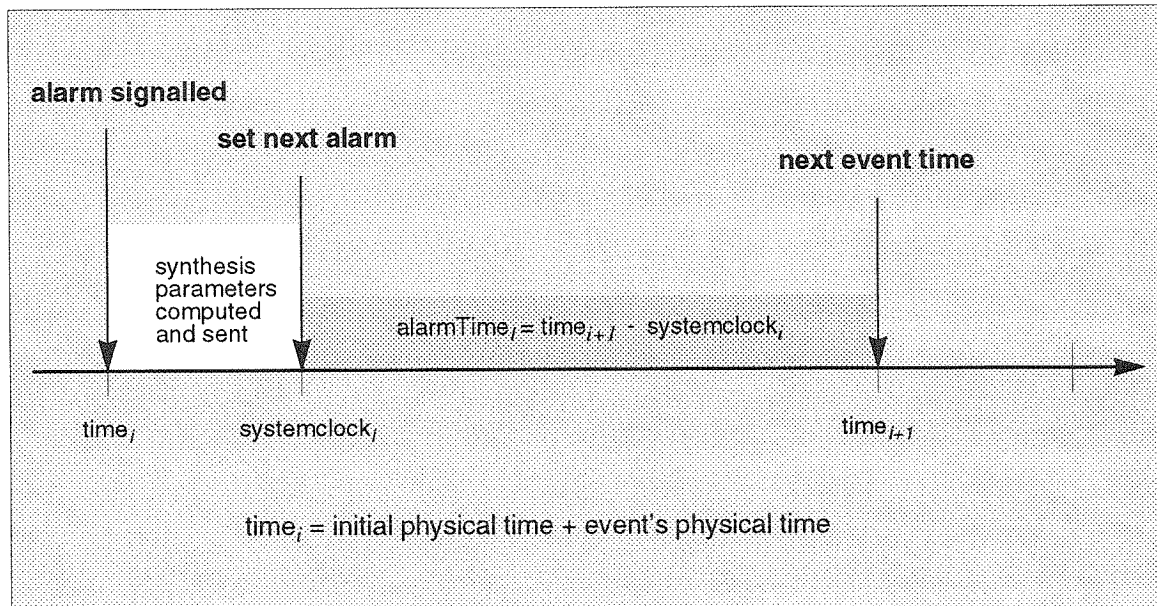 alarm signalled
set next alarm
next event time
synthesis
parameters
computed
and sent
alarmTimeᵢ = timeᵢ₊₁ - systemclockᵢ
timeᵢ
systemclockᵢ
timeᵢ₊₁
timeᵢ = initial physical time + event's physical time